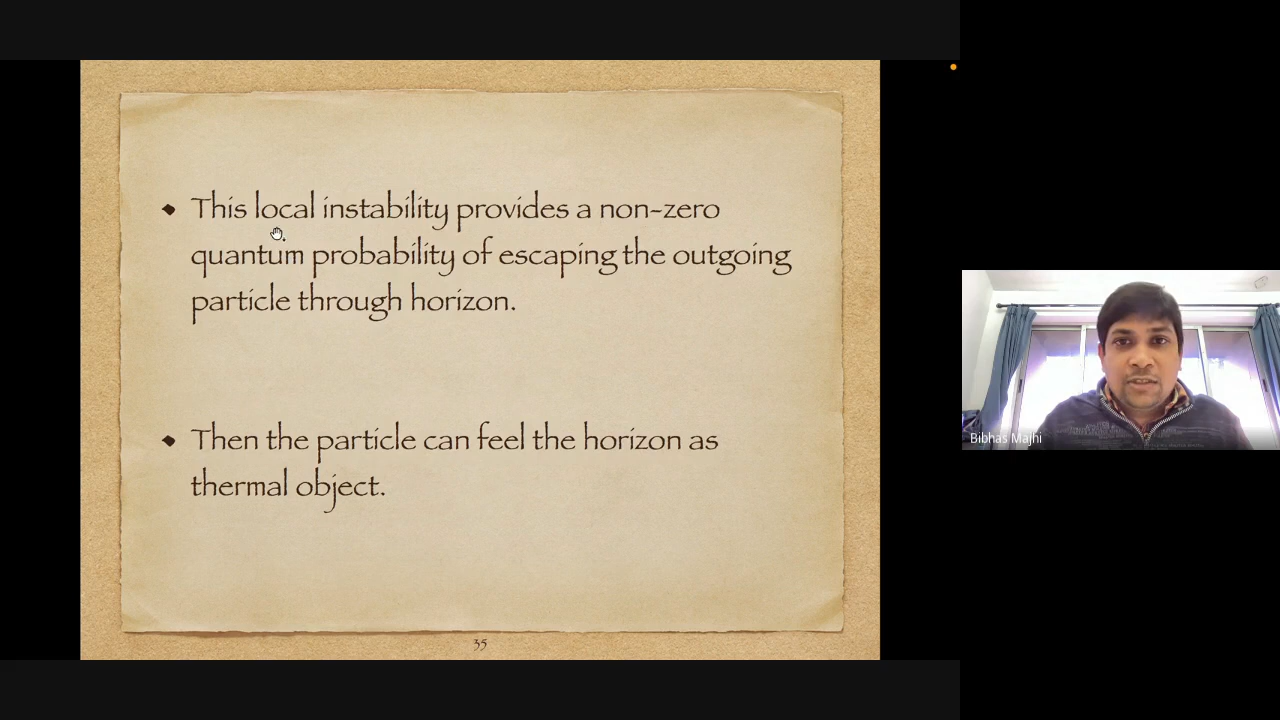 This local instability provides a non-zero
quantum probability of escaping the outgoing
particle through horizon.
Then the particle can feel the horizon as
thermal object.
35
Bibhas Majhi